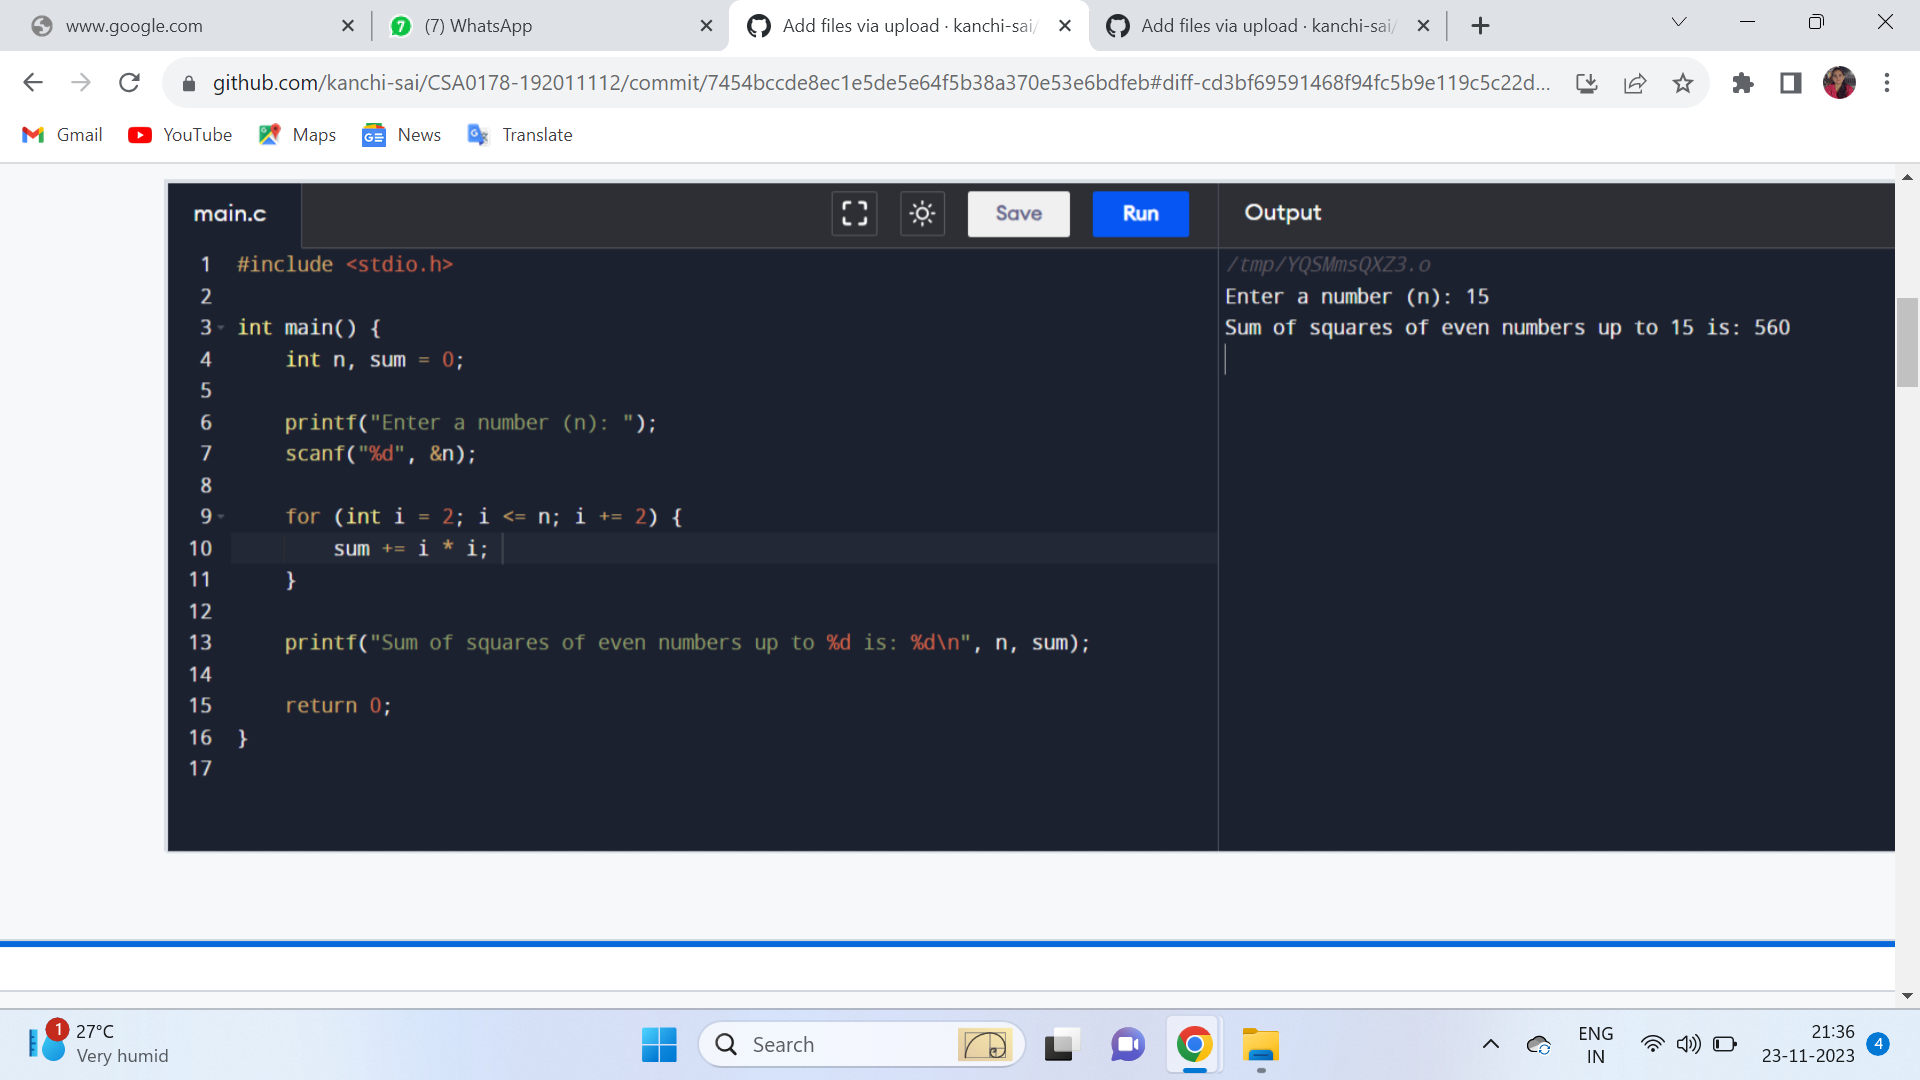 www.google.com
(7) WhatsApp
Add files via upload · kanchi-sai/
Add files via upload · kanchi-sai/
github.com/kanchi-sai/CSA0178-192011112/commit/7454bccde8ec1e5de5e64f5b38a370e53e6bdfeb#diff-cd3bf69591468f94fc5b9e119c5c22d...
Gmail
YouTube
Maps
News
Translate
main.c
Save
Run
Output
1 #include <stdio.h>
2
3 int main() {
4 int n, sum = 0;
5
6 printf("Enter a number (n): ");
7 scanf("%d", &n);
8
9 for (int i = 2; i <= n; i += 2) {
10 sum += i * i;
11 }
12
13 printf("Sum of squares of even numbers up to %d is: %d\n", n, sum);
14
15 return 0;
16 }
17
/tmp/YQSMmsQXZ3.o
Enter a number (n): 15
Sum of squares of even numbers up to 15 is: 560
1
27°C
Very humid
Search
ENG
IN
21:36
23-11-2023
4